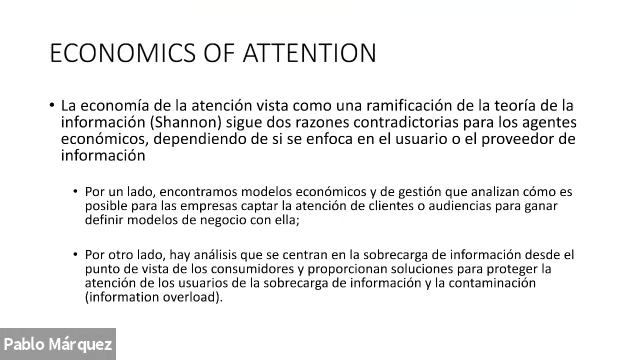 ECONOMICS OF ATTENTION
• La economía de la atención vista como una ramificación de la teoría de la
información (Shannon) sigue dos razones contradictorias para los agentes
económicos, dependiendo de si se enfoca en el usuario o el proveedor de
información
• Por un lado, encontramos modelos económicos y de gestión que analizan cómo es
posible para las empresas captar la atención de clientes o audiencias para ganar
definir modelos de negocio con ella;
• Por otro lado, hay análisis que se centran en la sobrecarga de información desde el
punto de vista de los consumidores y proporcionan soluciones para proteger la
atención de los usuarios de la sobrecarga de información y la contaminación
(information overload).
Pablo Márquez